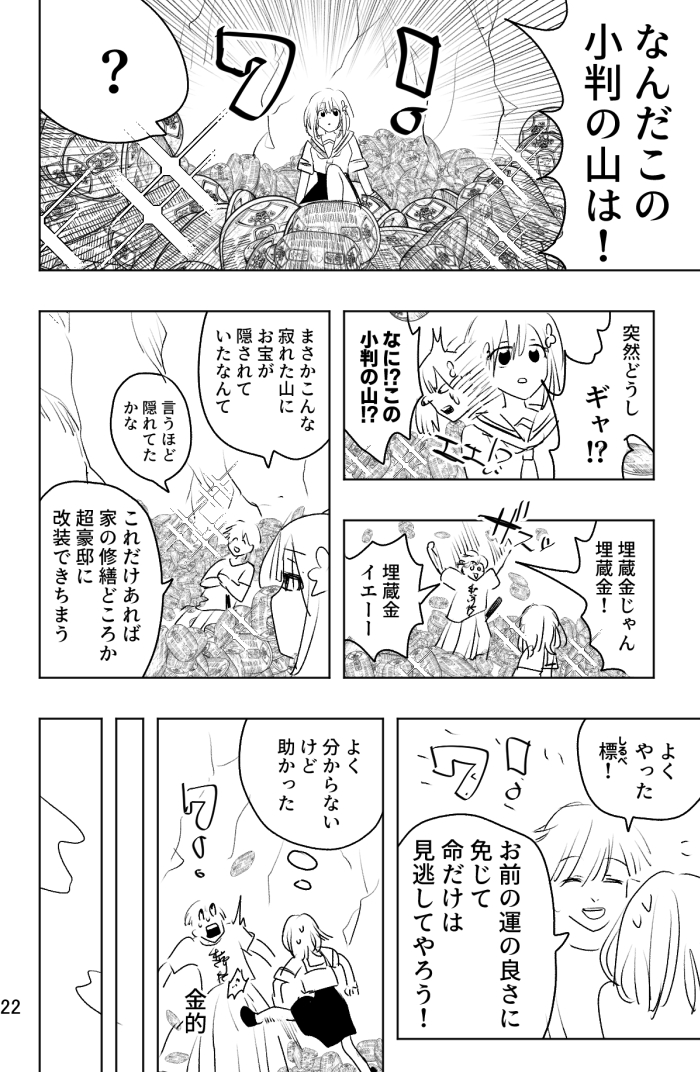 なんだこの
小判の山は！
ワ！
？
突然どうし
ギャ⁉
なに⁉この
小判の山⁉
埋蔵金じゃん
埋蔵金！
埋蔵金
イエーー
まさかこんな
寂れた山に
お宝が
隠されて
いたなんて
言うほど
隠れてた
かな
これだけあれば
家の修繕どころか
超豪邸に
改装できちまう
よく
やった
標！
しるべ
お前の運の良さに
免じて
命だけは
見逃してやろう！
ワ！
よく
分からない
けど
助かった
ワ！
金的
22